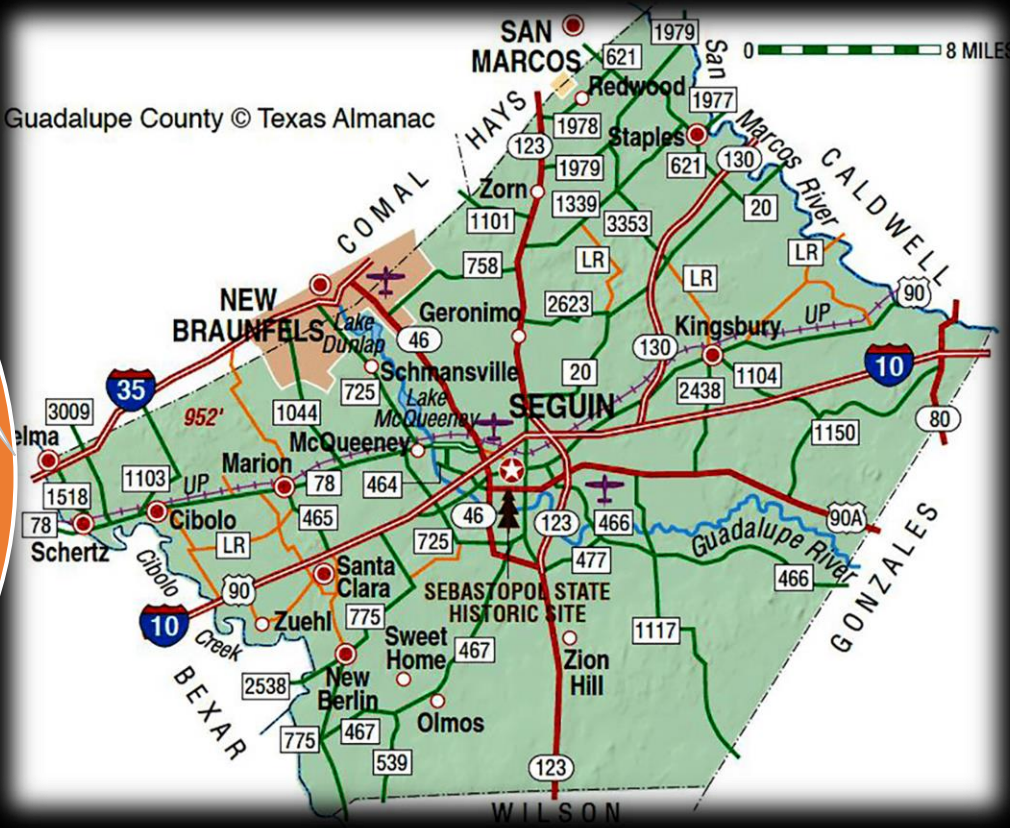 SAN
MARCOS
1979
621
San
0
8 MILES
Redwood
1977
Guadalupe County © Texas Almanac
HAYS
1978
Staples
Marcos River
123
1979
621
130
CALDWELL
Zorn
1339
20
COMAL
1101
3353
LR
758
LR
LR
90
NEW
BRAUNFELS
Lake
Dunlap
Geronimo
2623
UP
46
Kingsbury
130
10
35
Schmansville
725
20
1104
2438
3009
952'
1044
Lake
McQueeney
SEGUIN
80
elma
McQueeney
1150
1103
Marion
UP
78
464
1518
78
Cibolo
465
46
123
466
90A
Schertz
LR
725
Guadalupe River
477
Cibolo
Creek
90
Santa
Clara
SEBASTOPOL STATE
HISTORIC SITE
466
GONZALES
10
Zuehl
775
Sweet
Home
467
Zion
Hill
1117
BEXAR
2538
New
Berlin
Olmos
775
467
539
123
WILSON